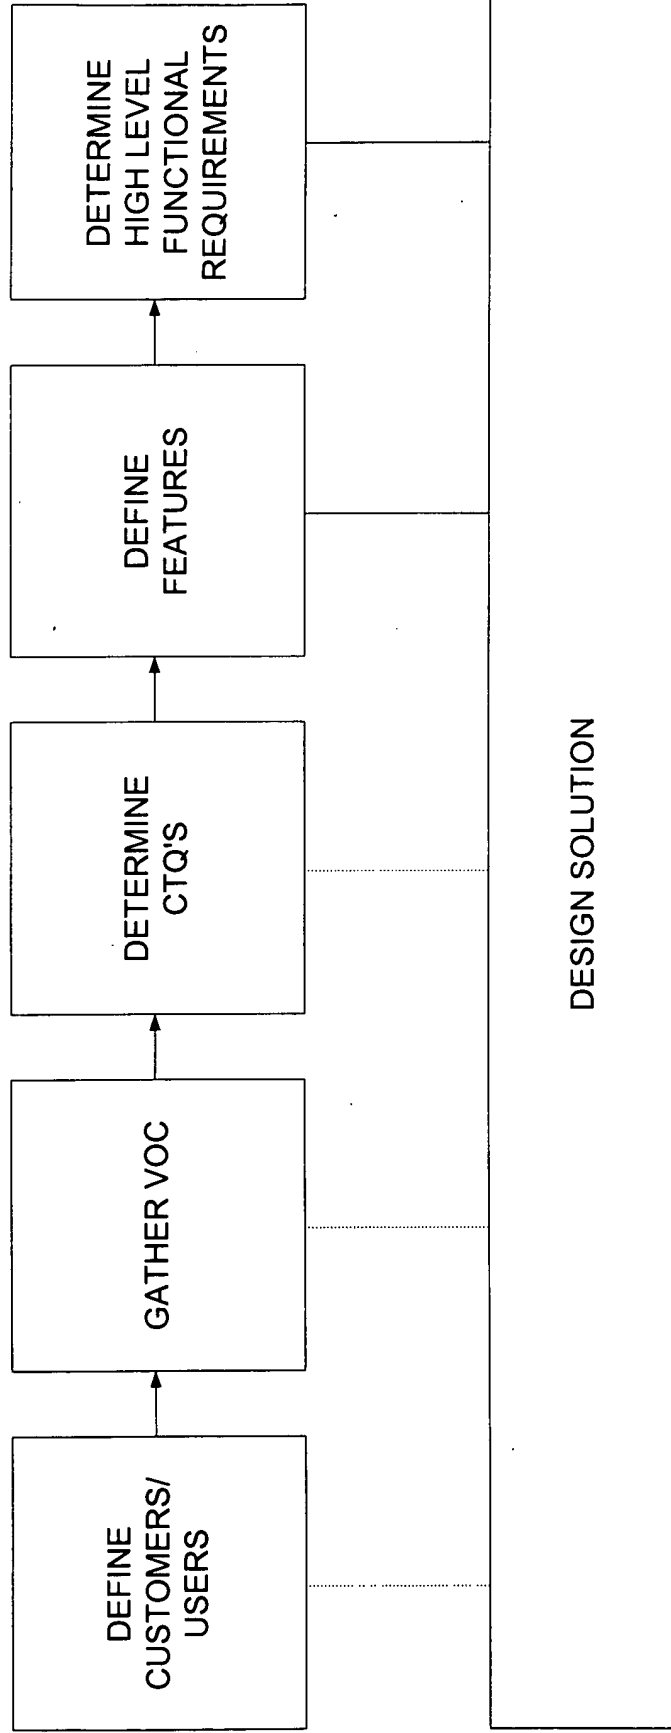 DEFINE
CUSTOMERS/
USERS
GATHER VOC
DETERMINE
CTQ'S
DEFINE
FEATURES
DETERMINE
HIGH LEVEL
FUNCTIONAL
REQUIREMENTS
DESIGN SOLUTION